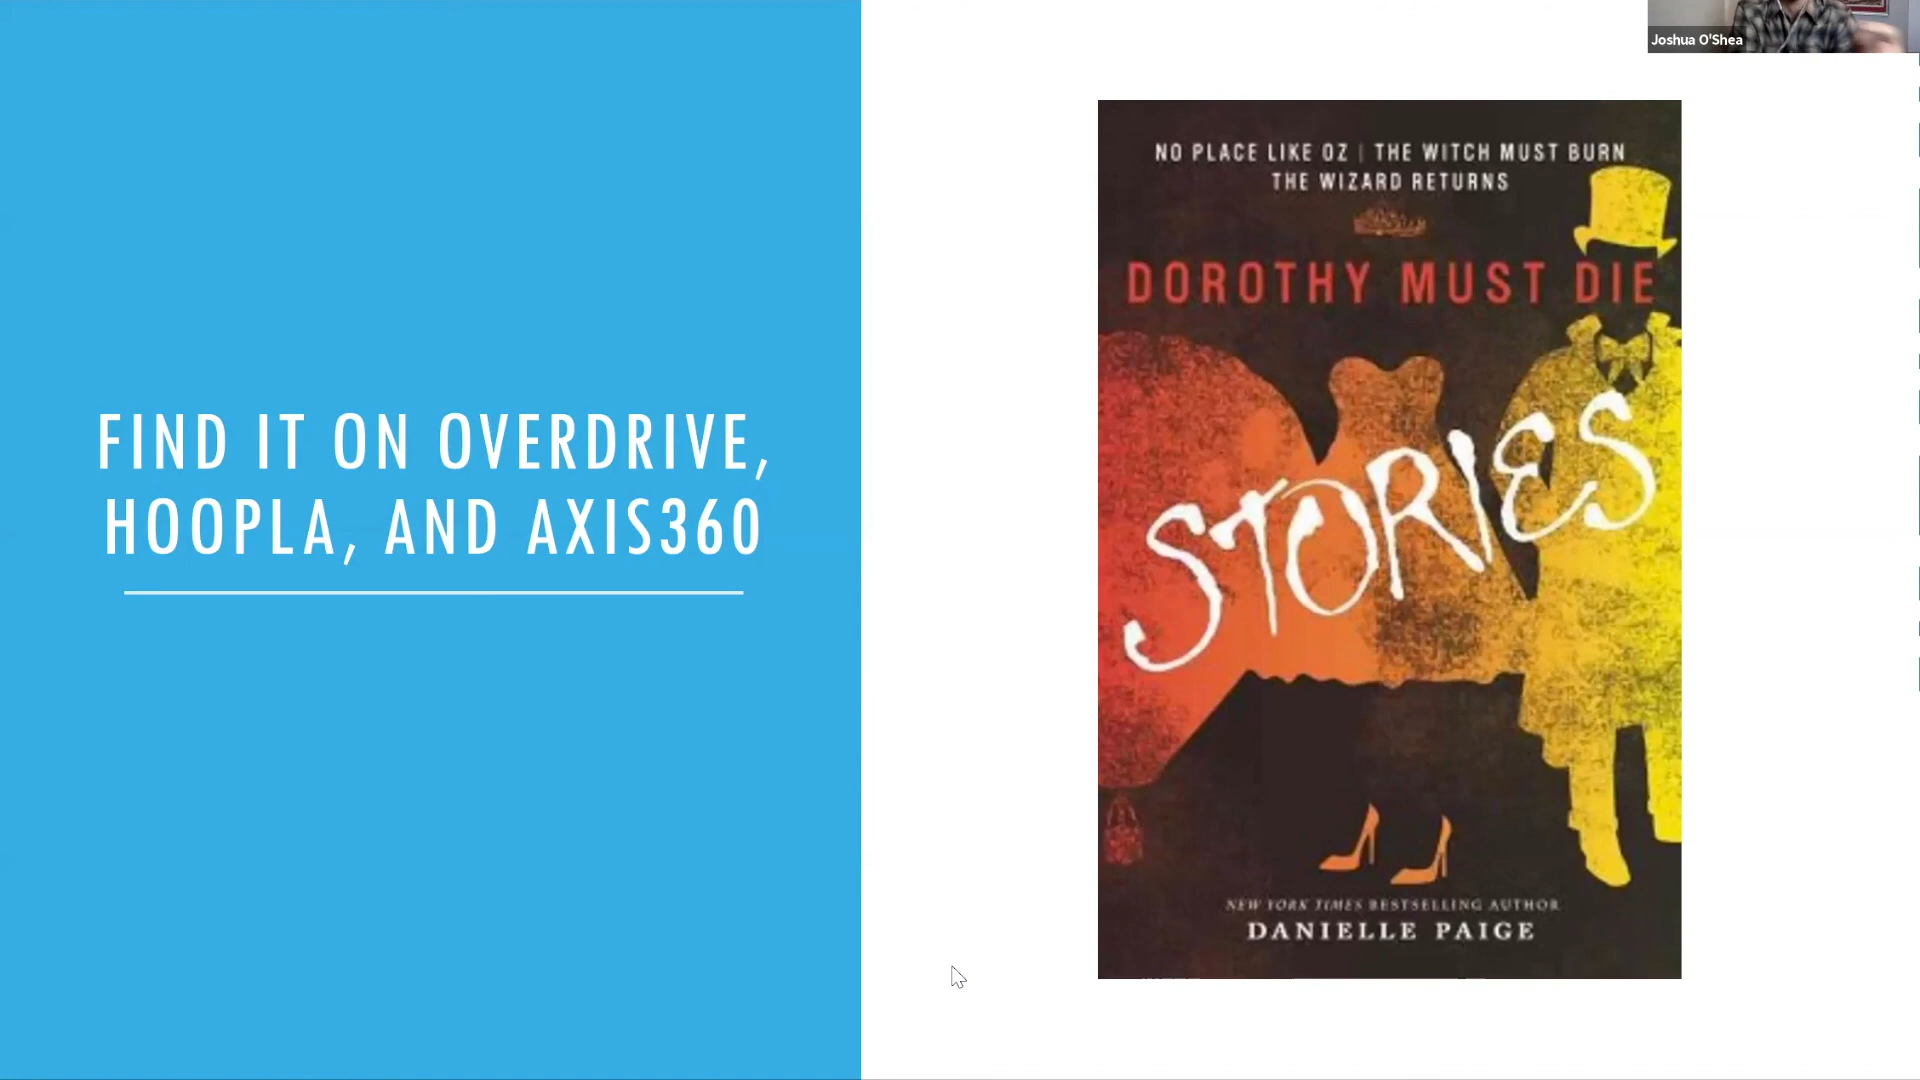 Joshua O'Shea
FIND IT ON OVERDRIVE,
HOOPLA, AND AXIS360
NO PLACE LIKE OZ | THE WITCH MUST BURN
THE WIZARD RETURNS
DOROTHY MUST DIE
STORIES
NEW YORK TIMES BESTSELLING AUTHOR
DANIELLE PAIGE